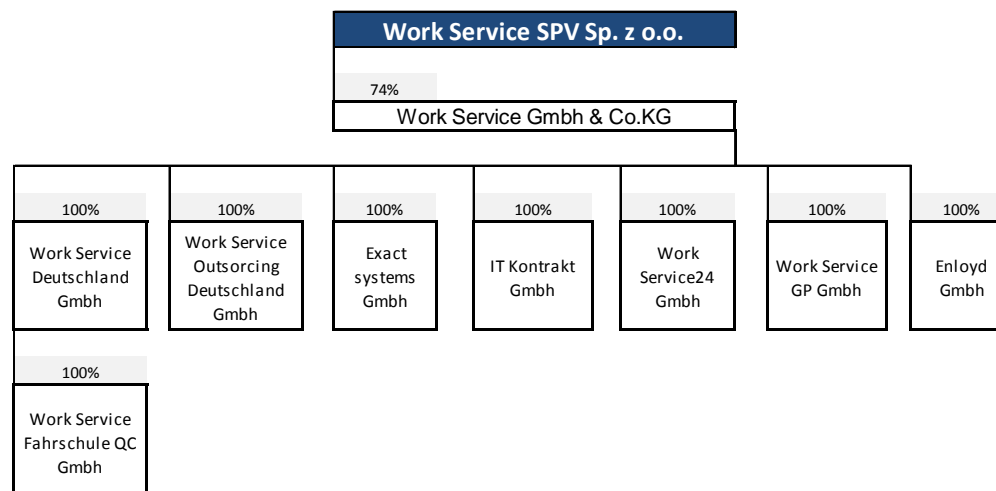 Work Service SPV Sp. z o.o.
74%
Work Service Gmbh & Co.KG
100%
100%
100%
100%
100%
100%
100%
Work Service
Deutschland
Gmbh
Work Service
Outsorcing
Deutschland
Gmbh
Exact
systems
Gmbh
IT Kontrakt
Gmbh
Work
Service24
Gmbh
Work Service
GP Gmbh
Enloyd
Gmbh
100%
Work Service
Fahrschule QC
Gmbh